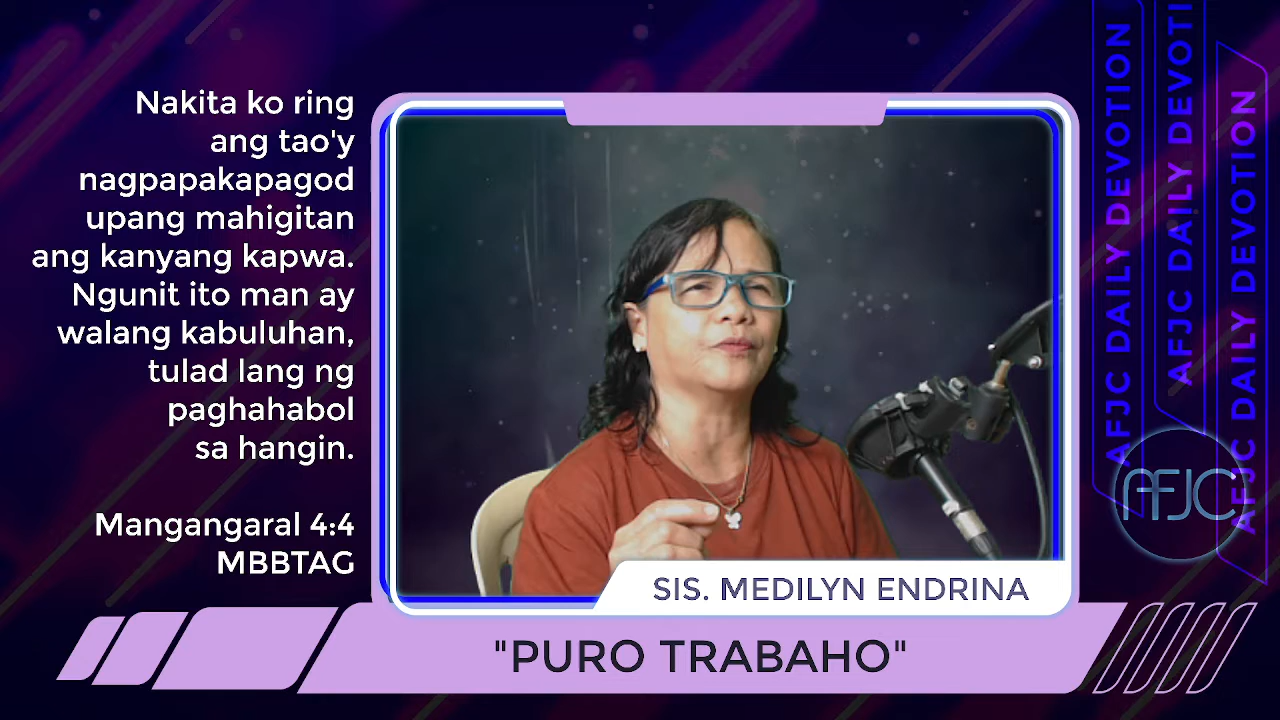 Nakita ko ring
ang tao'y
nagpapakapagod
upang mahigitan
ang kanyang kapwa.
Ngunit ito man ay
walang kabuluhan,
tulad lang ng
paghahabol
sa hangin.
Mangangaral 4:4
MBBTAG
SIS. MEDILYN ENDRINA
"PURO TRABAHO"
AFJC DAILY DEVOTION
AFJC DAILY DEVOTI
AFJC DAILY DEVOTION
AFJC